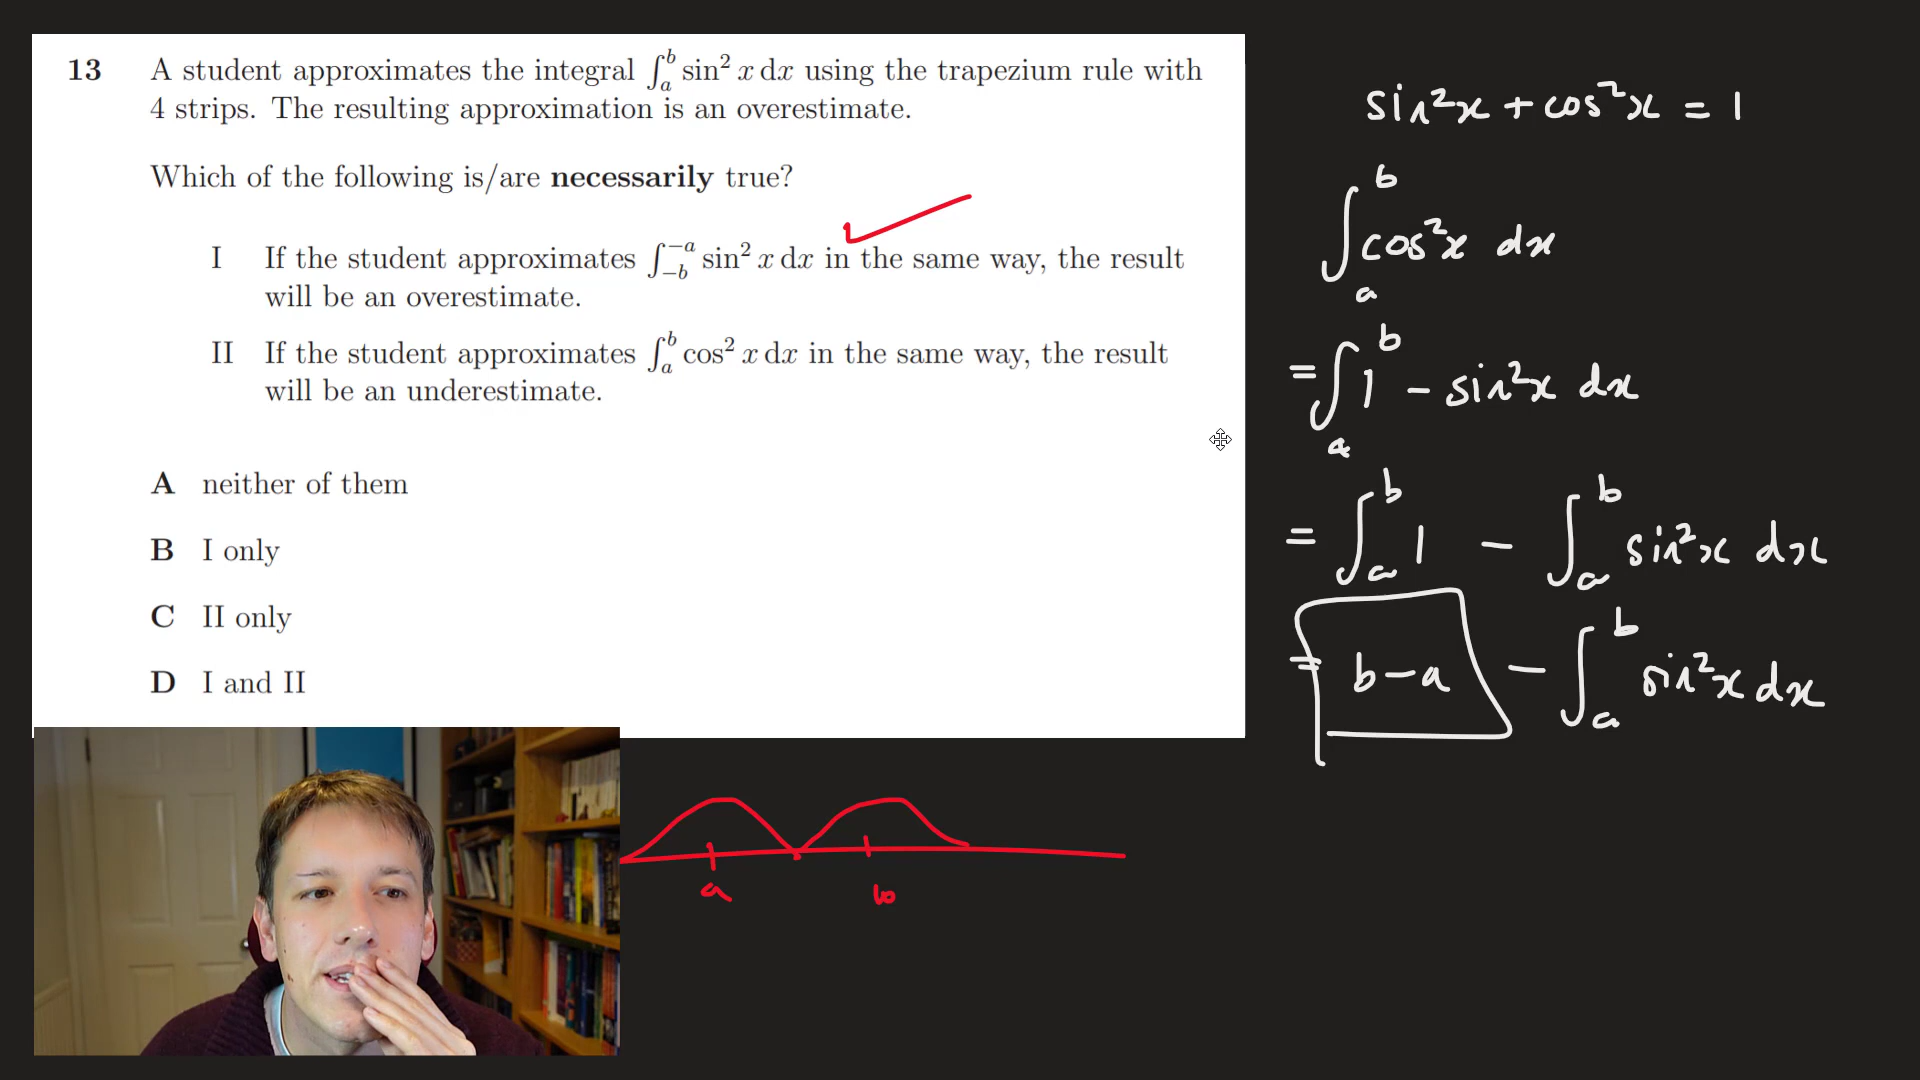 13 A student approximates the integral ∫_a^b sin² x dx using the trapezium rule with
4 strips. The resulting approximation is an overestimate.
Which of the following is/are necessarily true?
I If the student approximates ∫_{-b}^{-a} sin² x dx in the same way, the result
will be an overestimate.
II If the student approximates ∫_a^b cos² x dx in the same way, the result
will be an underestimate.
A neither of them
B I only
C II only
D I and II
sin²x + cos²x = 1
∫_a^b cos²x dx
= ∫_a^b 1 - sin²x dx
= ∫_a^b 1 - ∫_a^b sin²x dx
= b-a - ∫_a^b sin²x dx
a b